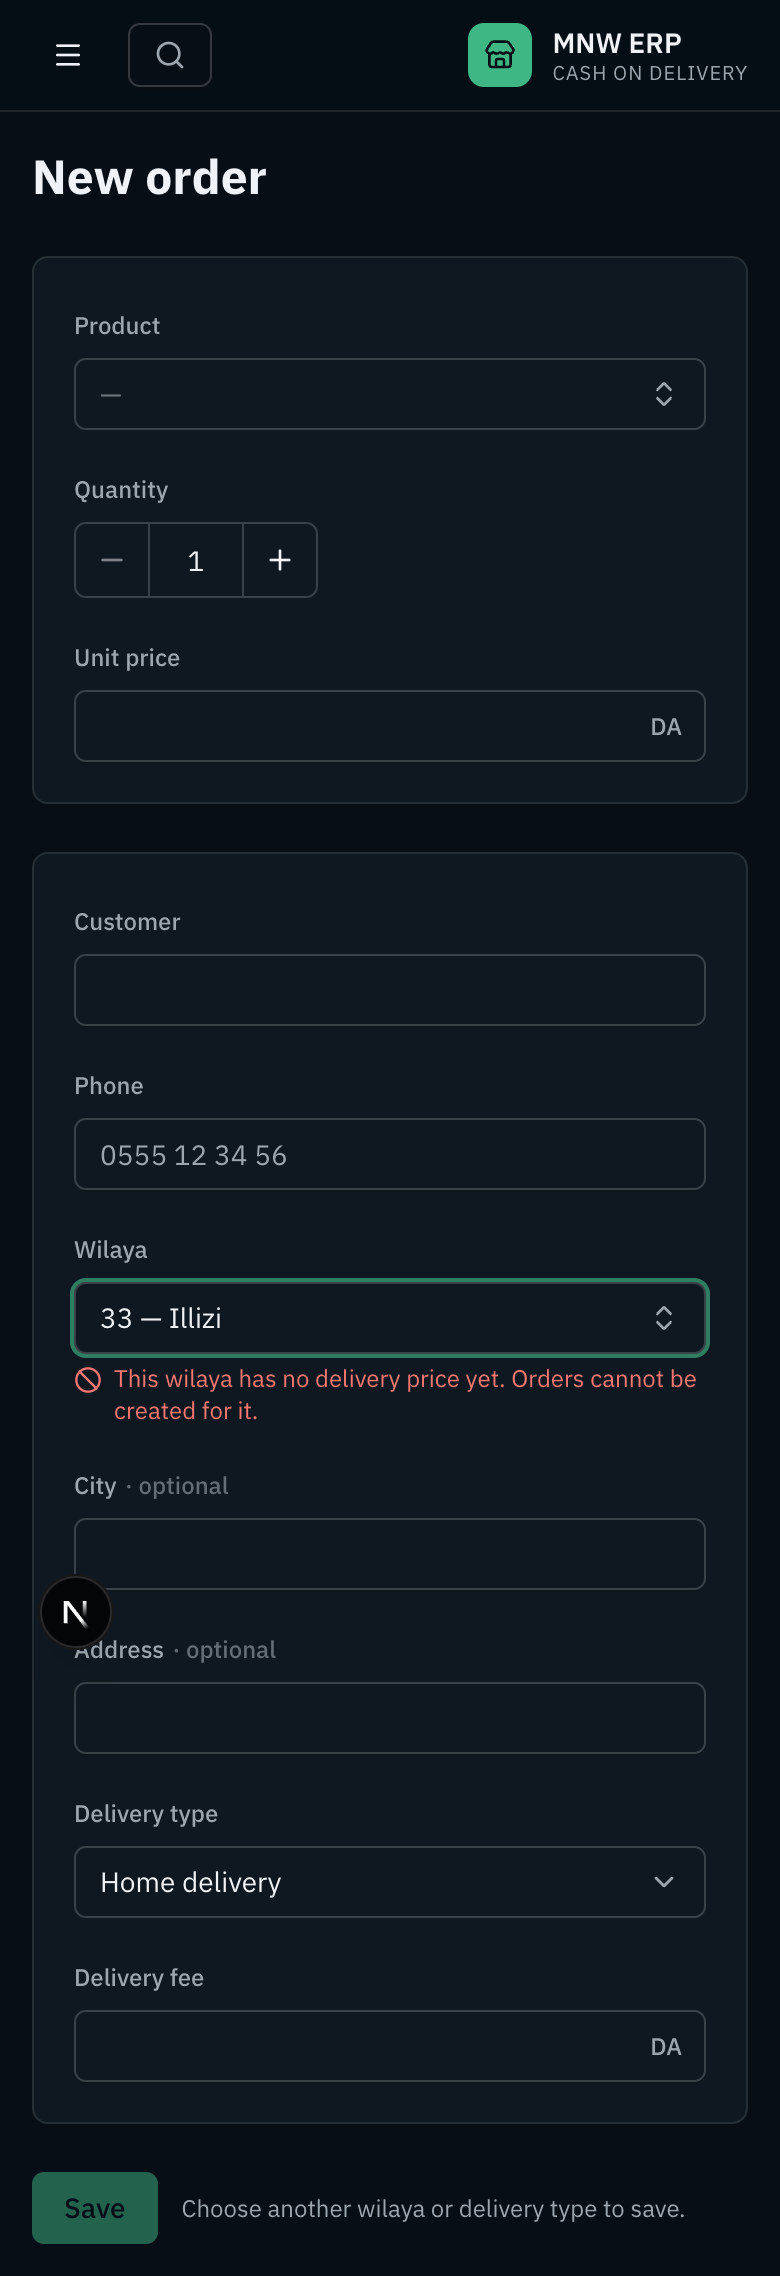 MNW ERP
CASH ON DELIVERY
New order
Product
—
Quantity
1
Unit price
DA
Customer
Phone
0555 12 34 56
Wilaya
33 — Illizi
This wilaya has no delivery price yet. Orders cannot be
created for it.
City · optional
N
Address · optional
Delivery type
Home delivery
Delivery fee
DA
Save
Choose another wilaya or delivery type to save.